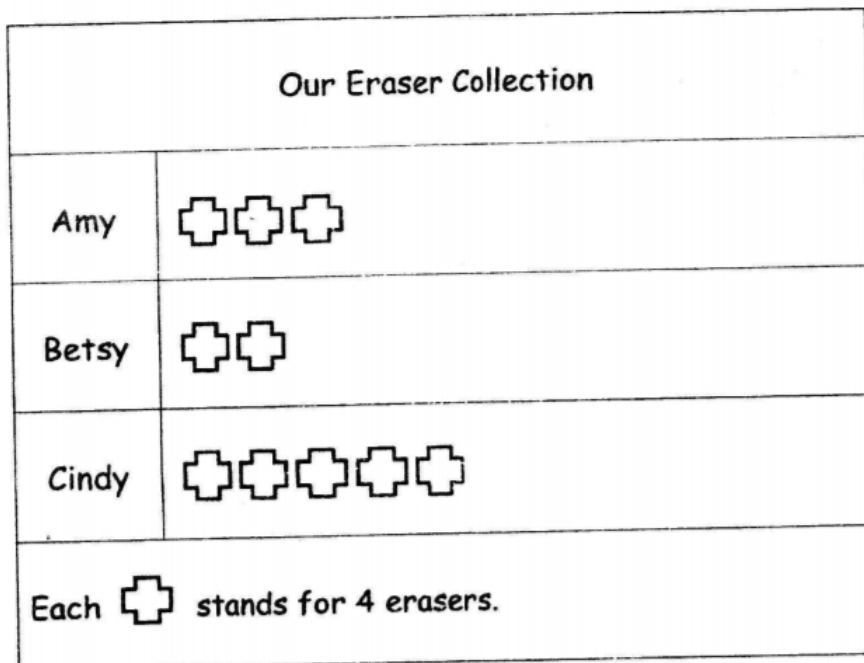 Our Eraser Collection
Amy
Betsy
Cindy
Each stands for 4 erasers.